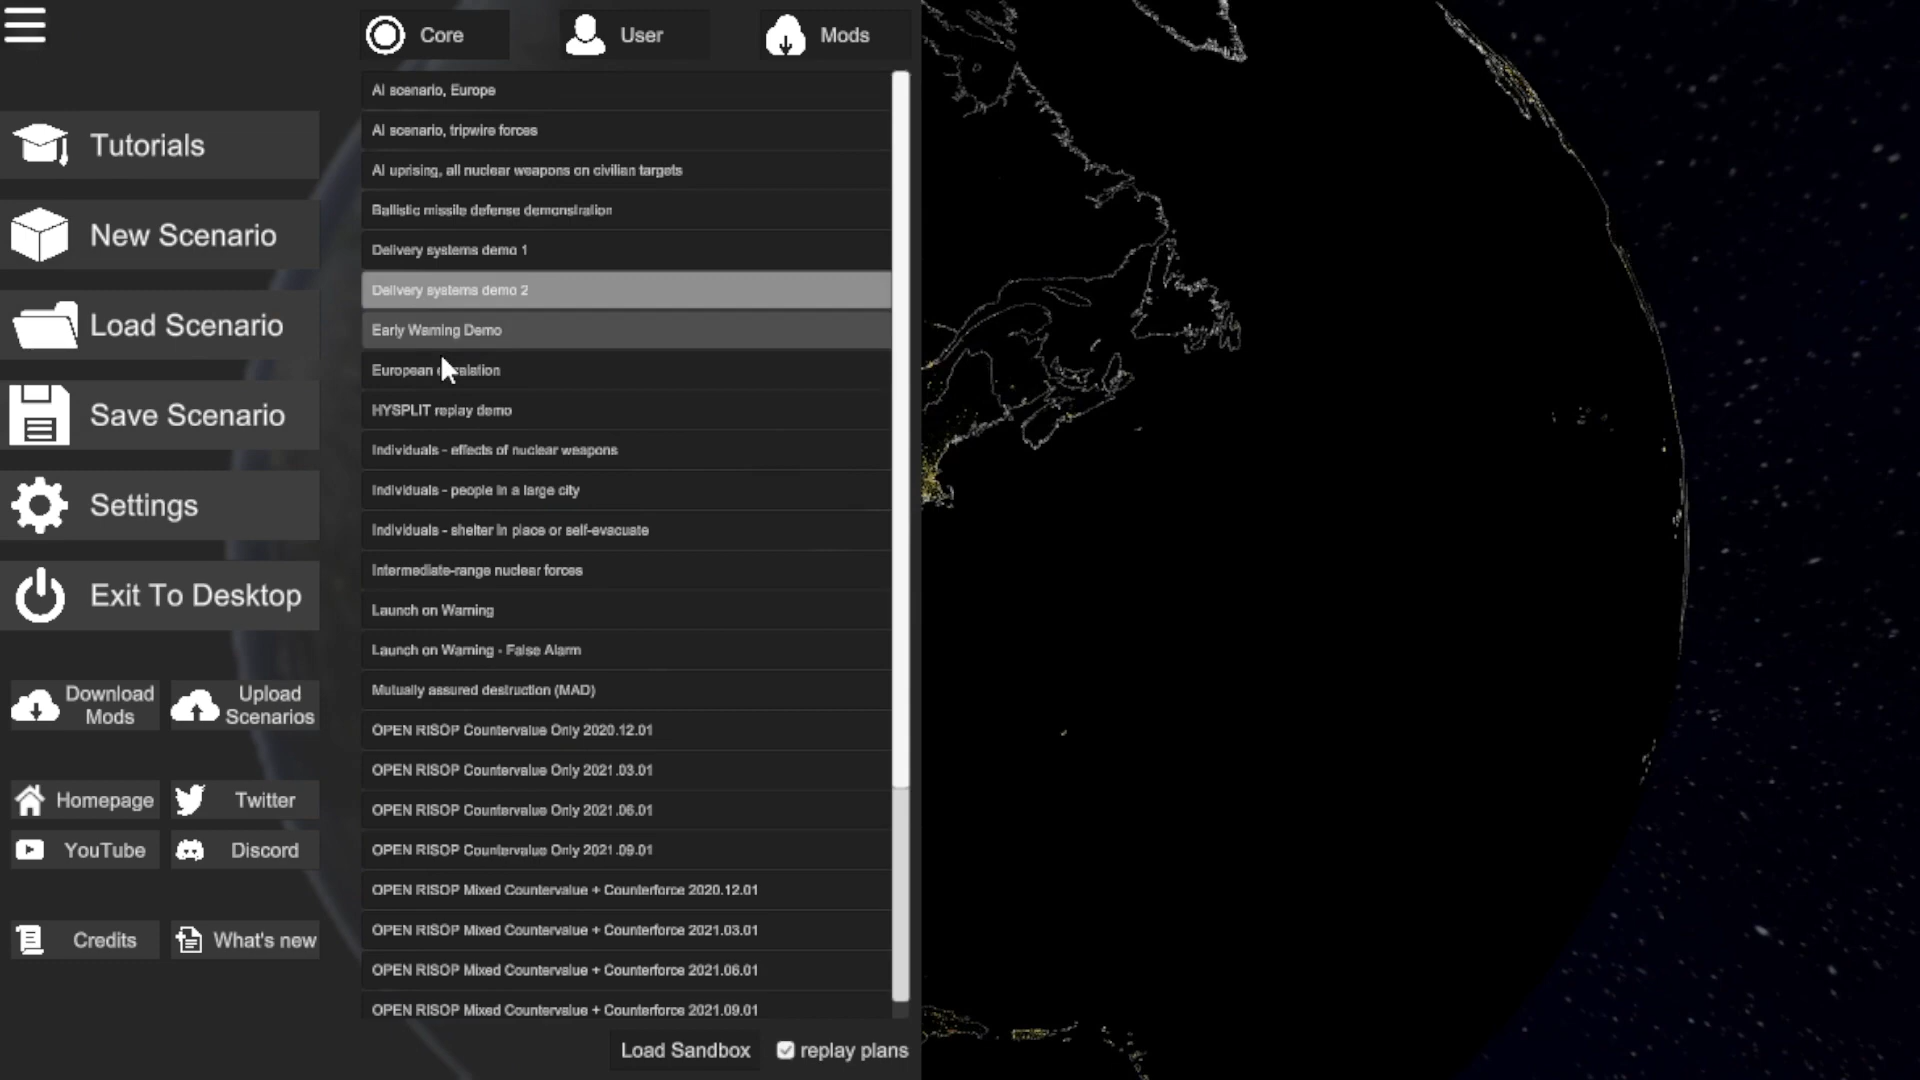 Core
User
Mods
Tutorials
New Scenario
Load Scenario
Save Scenario
Settings
Exit To Desktop
Download
Mods
Upload
Scenarios
Homepage
Twitter
YouTube
Discord
Credits
What's new
AI scenario, Europe
AI scenario, tripwire forces
AI uprising, all nuclear weapons on civilian targets
Ballistic missile defense demonstration
Delivery systems demo 1
Delivery systems demo 2
Early Warning Demo
European
HYSPLIT replay demo
Individuals - effects of nuclear weapons
Individuals - people in a large city
Individuals - shelter in place or self-evacuate
Intermediate-range nuclear forces
Launch on Warning
Launch on Warning - False Alarm
Mutually assured destruction (MAD)
OPEN RISOP Countervalue Only 2020.12.01
OPEN RISOP Countervalue Only 2021.03.01
OPEN RISOP Countervalue Only 2021.06.01
OPEN RISOP Countervalue Only 2021.09.01
OPEN RISOP Mixed Countervalue + Counterforce 2020.12.01
OPEN RISOP Mixed Countervalue + Counterforce 2021.03.01
OPEN RISOP Mixed Countervalue + Counterforce 2021.06.01
OPEN RISOP Mixed Countervalue + Counterforce 2021.09.01
Load Sandbox
replay plans